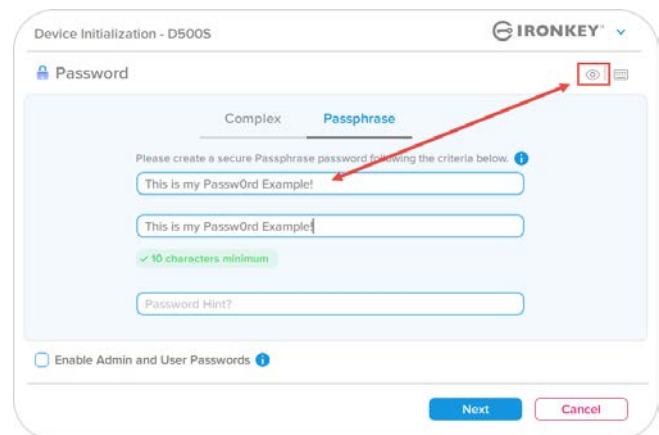 Device Initialization - D500S
IRONKEY™
Password
Complex Passphrase
Please create a secure Passphrase password following the criteria below.
This is my Passw0rd Example!
This is my Passw0rd Example!
✓ 10 characters minimum
Password Hint?
Enable Admin and User Passwords
Next Cancel